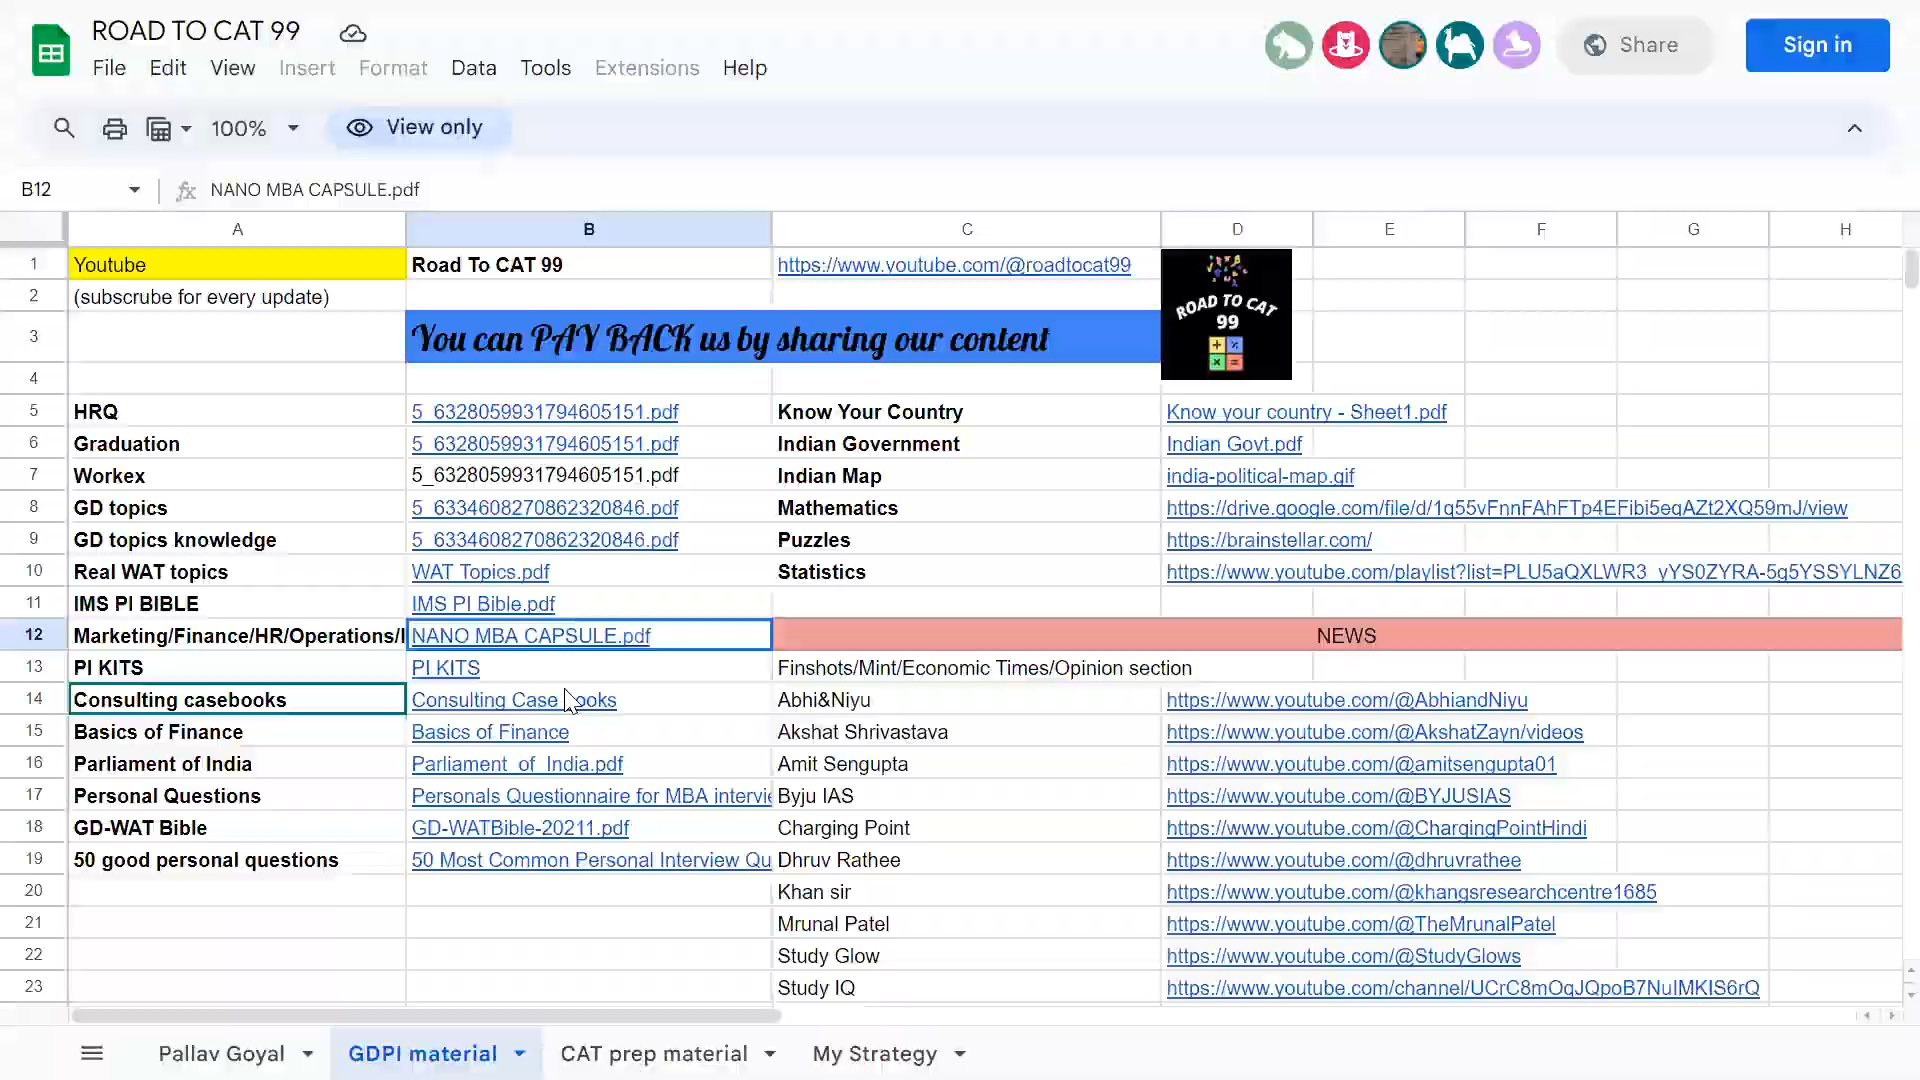 ROAD TO CAT 99
File Edit View Insert Format Data Tools Extensions Help
Share
Sign in
100%
View only
B12
fx NANO MBA CAPSULE.pdf
A B C D E F G H
1 Youtube Road To CAT 99 https://www.youtube.com/@roadtocat99
2 (subscrube for every update)
3 You can PAY BACK us by sharing our content
ROAD TO CAT
99
4
5 HRQ 5_6328059931794605151.pdf Know Your Country Know your country - Sheet1.pdf
6 Graduation 5_6328059931794605151.pdf Indian Government Indian Govt.pdf
7 Workex 5_6328059931794605151.pdf Indian Map india-political-map.gif
8 GD topics 5_6334608270862320846.pdf Mathematics https://drive.google.com/file/d/1q55vFnnFAhFTp4EFibi5eqAZt2XQ59mJ/view
9 GD topics knowledge 5_6334608270862320846.pdf Puzzles https://brainstellar.com/
10 Real WAT topics WAT Topics.pdf Statistics https://www.youtube.com/playlist?list=PLU5aQXLWR3_yYS0ZYRA-5g5YSSYLNZ6
11 IMS PI BIBLE IMS PI Bible.pdf
12 Marketing/Finance/HR/Operations/ NANO MBA CAPSULE.pdf NEWS
13 PI KITS PI KITS Finshots/Mint/Economic Times/Opinion section
14 Consulting casebooks Consulting Case books Abhi&Niyu https://www.youtube.com/@AbhiandNiyu
15 Basics of Finance Basics of Finance Akshat Shrivastava https://www.youtube.com/@AkshatZayn/videos
16 Parliament of India Parliament_of_India.pdf Amit Sengupta https://www.youtube.com/@amitsengupta01
17 Personal Questions Personals Questionnaire for MBA intervie Byju IAS https://www.youtube.com/@BYJUSIAS
18 GD-WAT Bible GD-WATBible-20211.pdf Charging Point https://www.youtube.com/@ChargingPointHindi
19 50 good personal questions 50 Most Common Personal Interview Qu Dhruv Rathee https://www.youtube.com/@dhruvrathee
20 Khan sir https://www.youtube.com/@khangsresearchcentre1685
21 Mrunal Patel https://www.youtube.com/@TheMrunalPatel
22 Study Glow https://www.youtube.com/@StudyGlows
23 Study IQ https://www.youtube.com/channel/UCrC8mOqJQpoB7NuIMKIS6rQ
Pallav Goyal GDPI material CAT prep material My Strategy